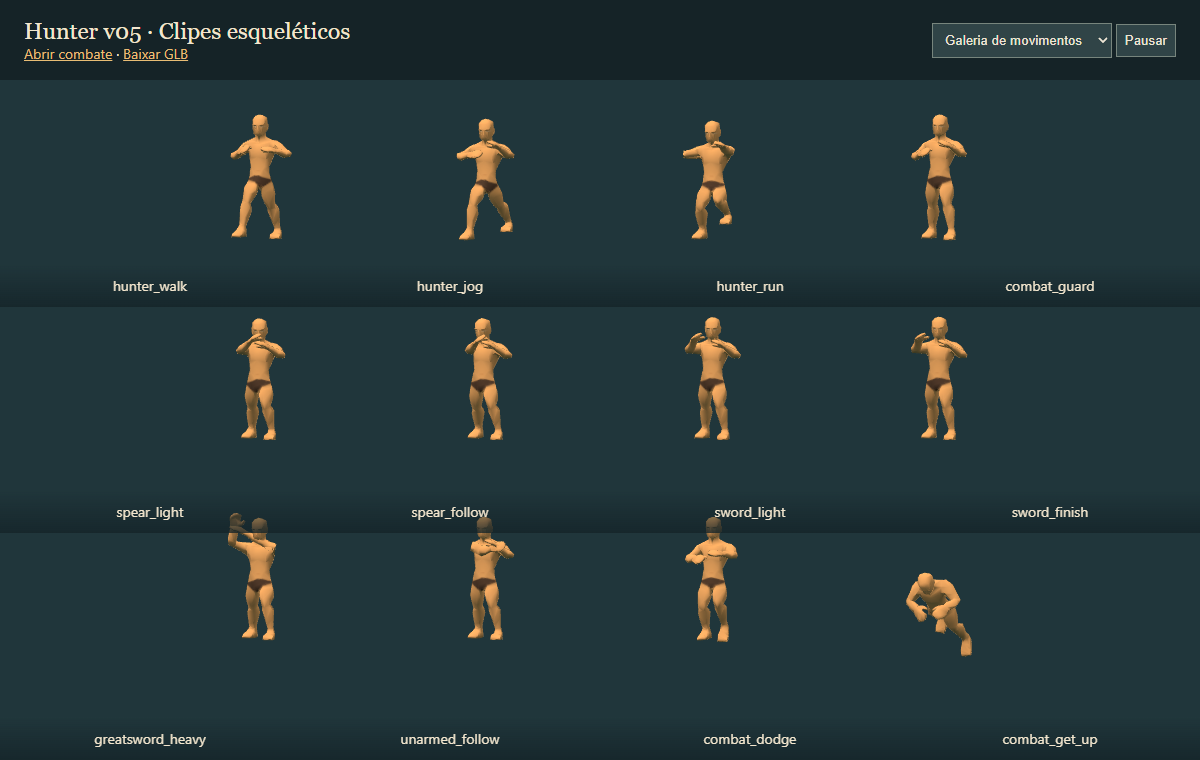 Hunter v05 · Clipes esqueléticos
Abrir combate · Baixar GLB
Galeria de movimentos
Pausar
hunter_walk
hunter_jog
hunter_run
combat_guard
spear_light
spear_follow
sword_light
sword_finish
greatsword_heavy
unarmed_follow
combat_dodge
combat_get_up